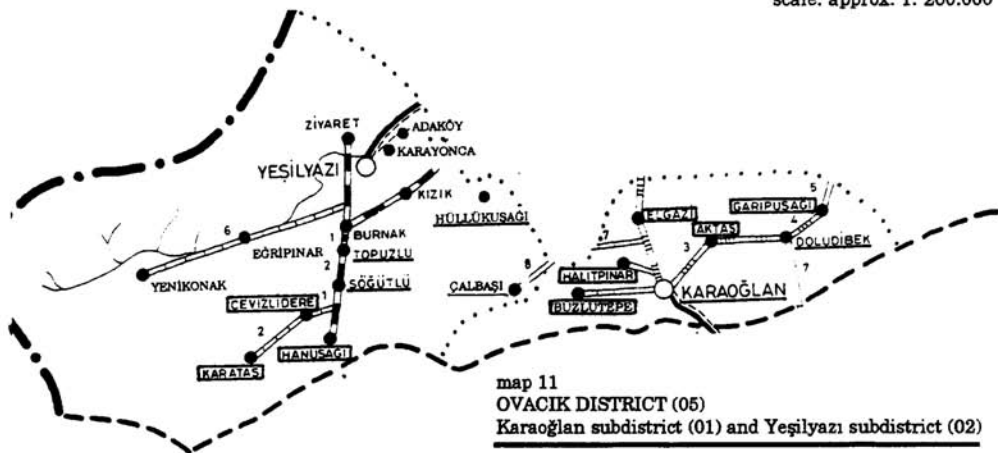 scale: approx. 1: 200.000
ZİYARET
ADAKÖY
KARAYONCA
YEŞİLYAZI
KIZIK
HÜLLÜKUŞAĞI
5
ELGAZİ
GARİPUŞAĞI
AKTAŞ
4
6
1
BURNAK
7
3
DOLUDİBEK
EĞRİPINAR
TOPUZLU
2
YENİKONAK
8
HALITPINAR
7
SÖĞÜTLÜ
ÇALBAŞI
KARAOĞLAN
CEVİZLİDERE
1
BUZLUTEPE
2
HANUŞAĞI
KARATAŞ
map 11
OVACIK DISTRICT (05)
Karaoğlan subdistrict (01) and Yeşilyazı subdistrict (02)